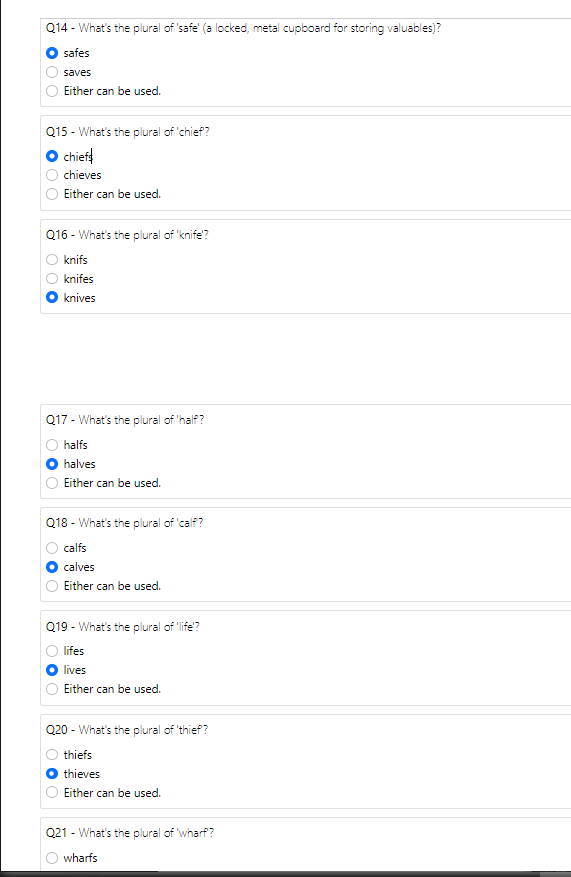 Q14 - What's the plural of 'safe' (a locked, metal cupboard for storing valuables)?
safes
saves
Either can be used.
Q15 - What's the plural of 'chief'?
chiefs
chieves
Either can be used.
Q16 - What's the plural of 'knife'?
knifs
knifes
knives
Q17 - What's the plural of 'half'?
halfs
halves
Either can be used.
Q18 - What's the plural of 'calf'?
calfs
calves
Either can be used.
Q19 - What's the plural of 'life'?
lifes
lives
Either can be used.
Q20 - What's the plural of 'thief'?
thiefs
thieves
Either can be used.
Q21 - What's the plural of 'wharf'?
wharfs